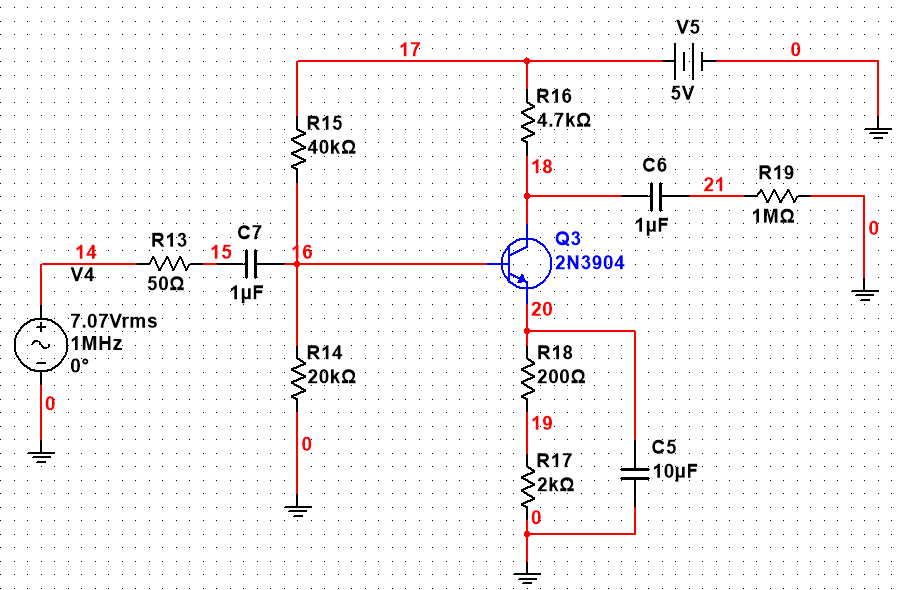 V5
17
0
5V
R16
4.7kΩ
R15
40kΩ
18
C6
21
R19
1µF
1MΩ
0
C7
R13
14
15
16
V4
50Ω
1µF
Q3
2N3904
20
7.07Vrms
1MHz
0°
R14
20kΩ
R18
200Ω
0
19
0
C5
10µF
R17
2kΩ
0